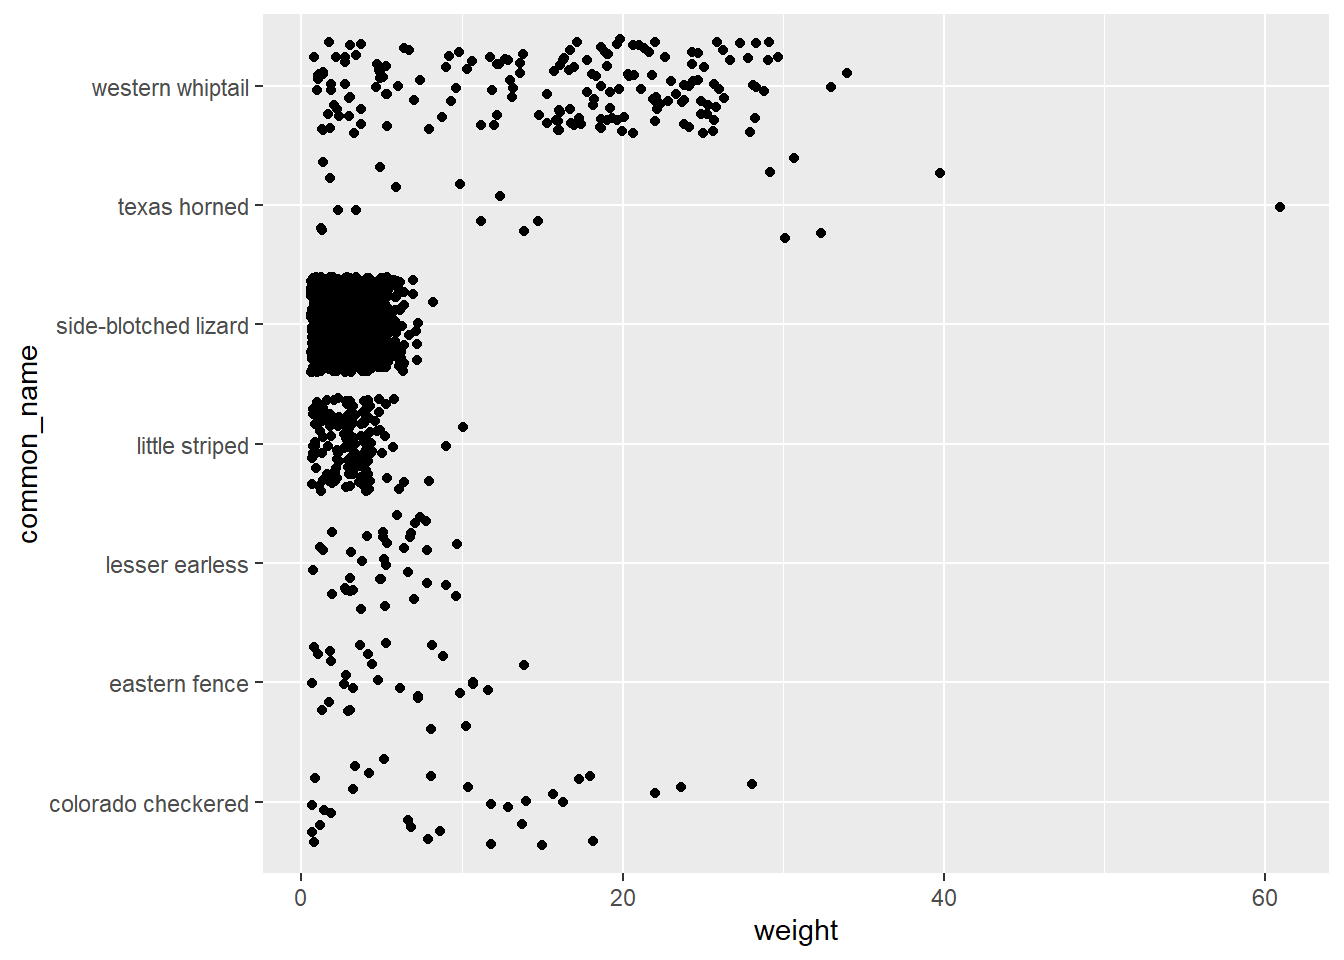 western whiptail
texas horned
side-blotched lizard
little striped
lesser earless
eastern fence
colorado checkered
common_name
0 20 40 60
weight